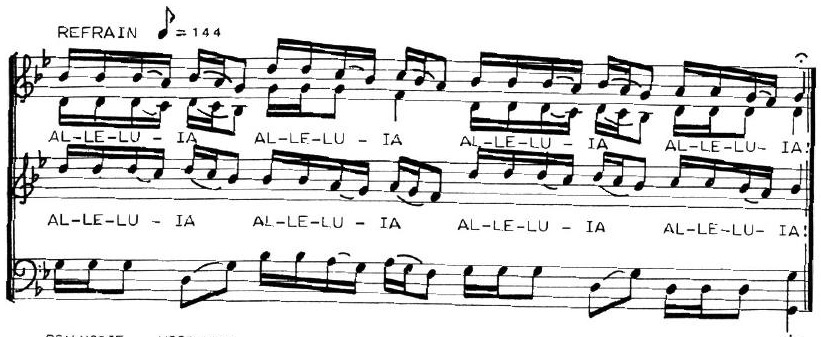 REFRAIN ♪ = 144
AL-LE-LU - IA AL-LE-LU - IA AL-LE-LU - IA AL-LE-LU- IA!
AL-LE-LU - IA AL-LE-LU - IA AL-LE-LU - IA AL-LE-LU- IA!